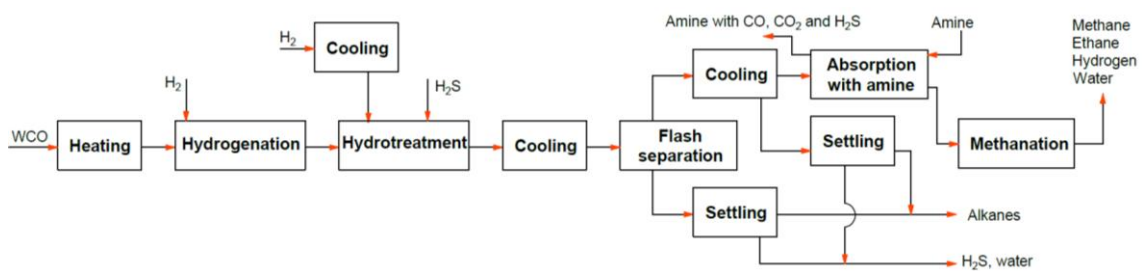 Amine with CO, CO₂ and H₂S
Amine
Methane
Ethane
Hydrogen
Water
H₂
Cooling
Cooling
Absorption
with amine
H₂
H₂S
WCO
Heating
Hydrogenation
Hydrotreatment
Cooling
Flash
separation
Settling
Methanation
Settling
Alkanes
H₂S, water